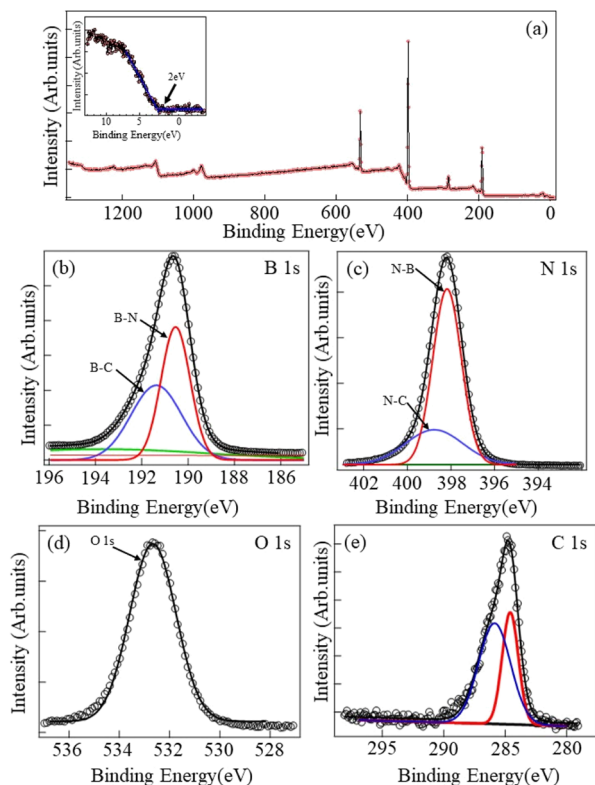 (a)
Intensity (Arb.units)
2eV
10 5 0
Binding Energy(eV)
Intensity (Arb.units)
1200 1000 800 600 400 200 0
Binding Energy(eV)
(b)
B 1s
B-N
B-C
Intensity (Arb.units)
196 194 192 190 188 186
Binding Energy(eV)
(c)
N 1s
N-B
N-C
Intensity (Arb.units)
402 400 398 396 394
Binding Energy(eV)
(d)
O 1s
O 1s
Intensity (Arb.units)
536 534 532 530 528
Binding Energy(eV)
(e)
C 1s
Intensity (Arb.units)
295 290 285 280
Binding Energy(eV)